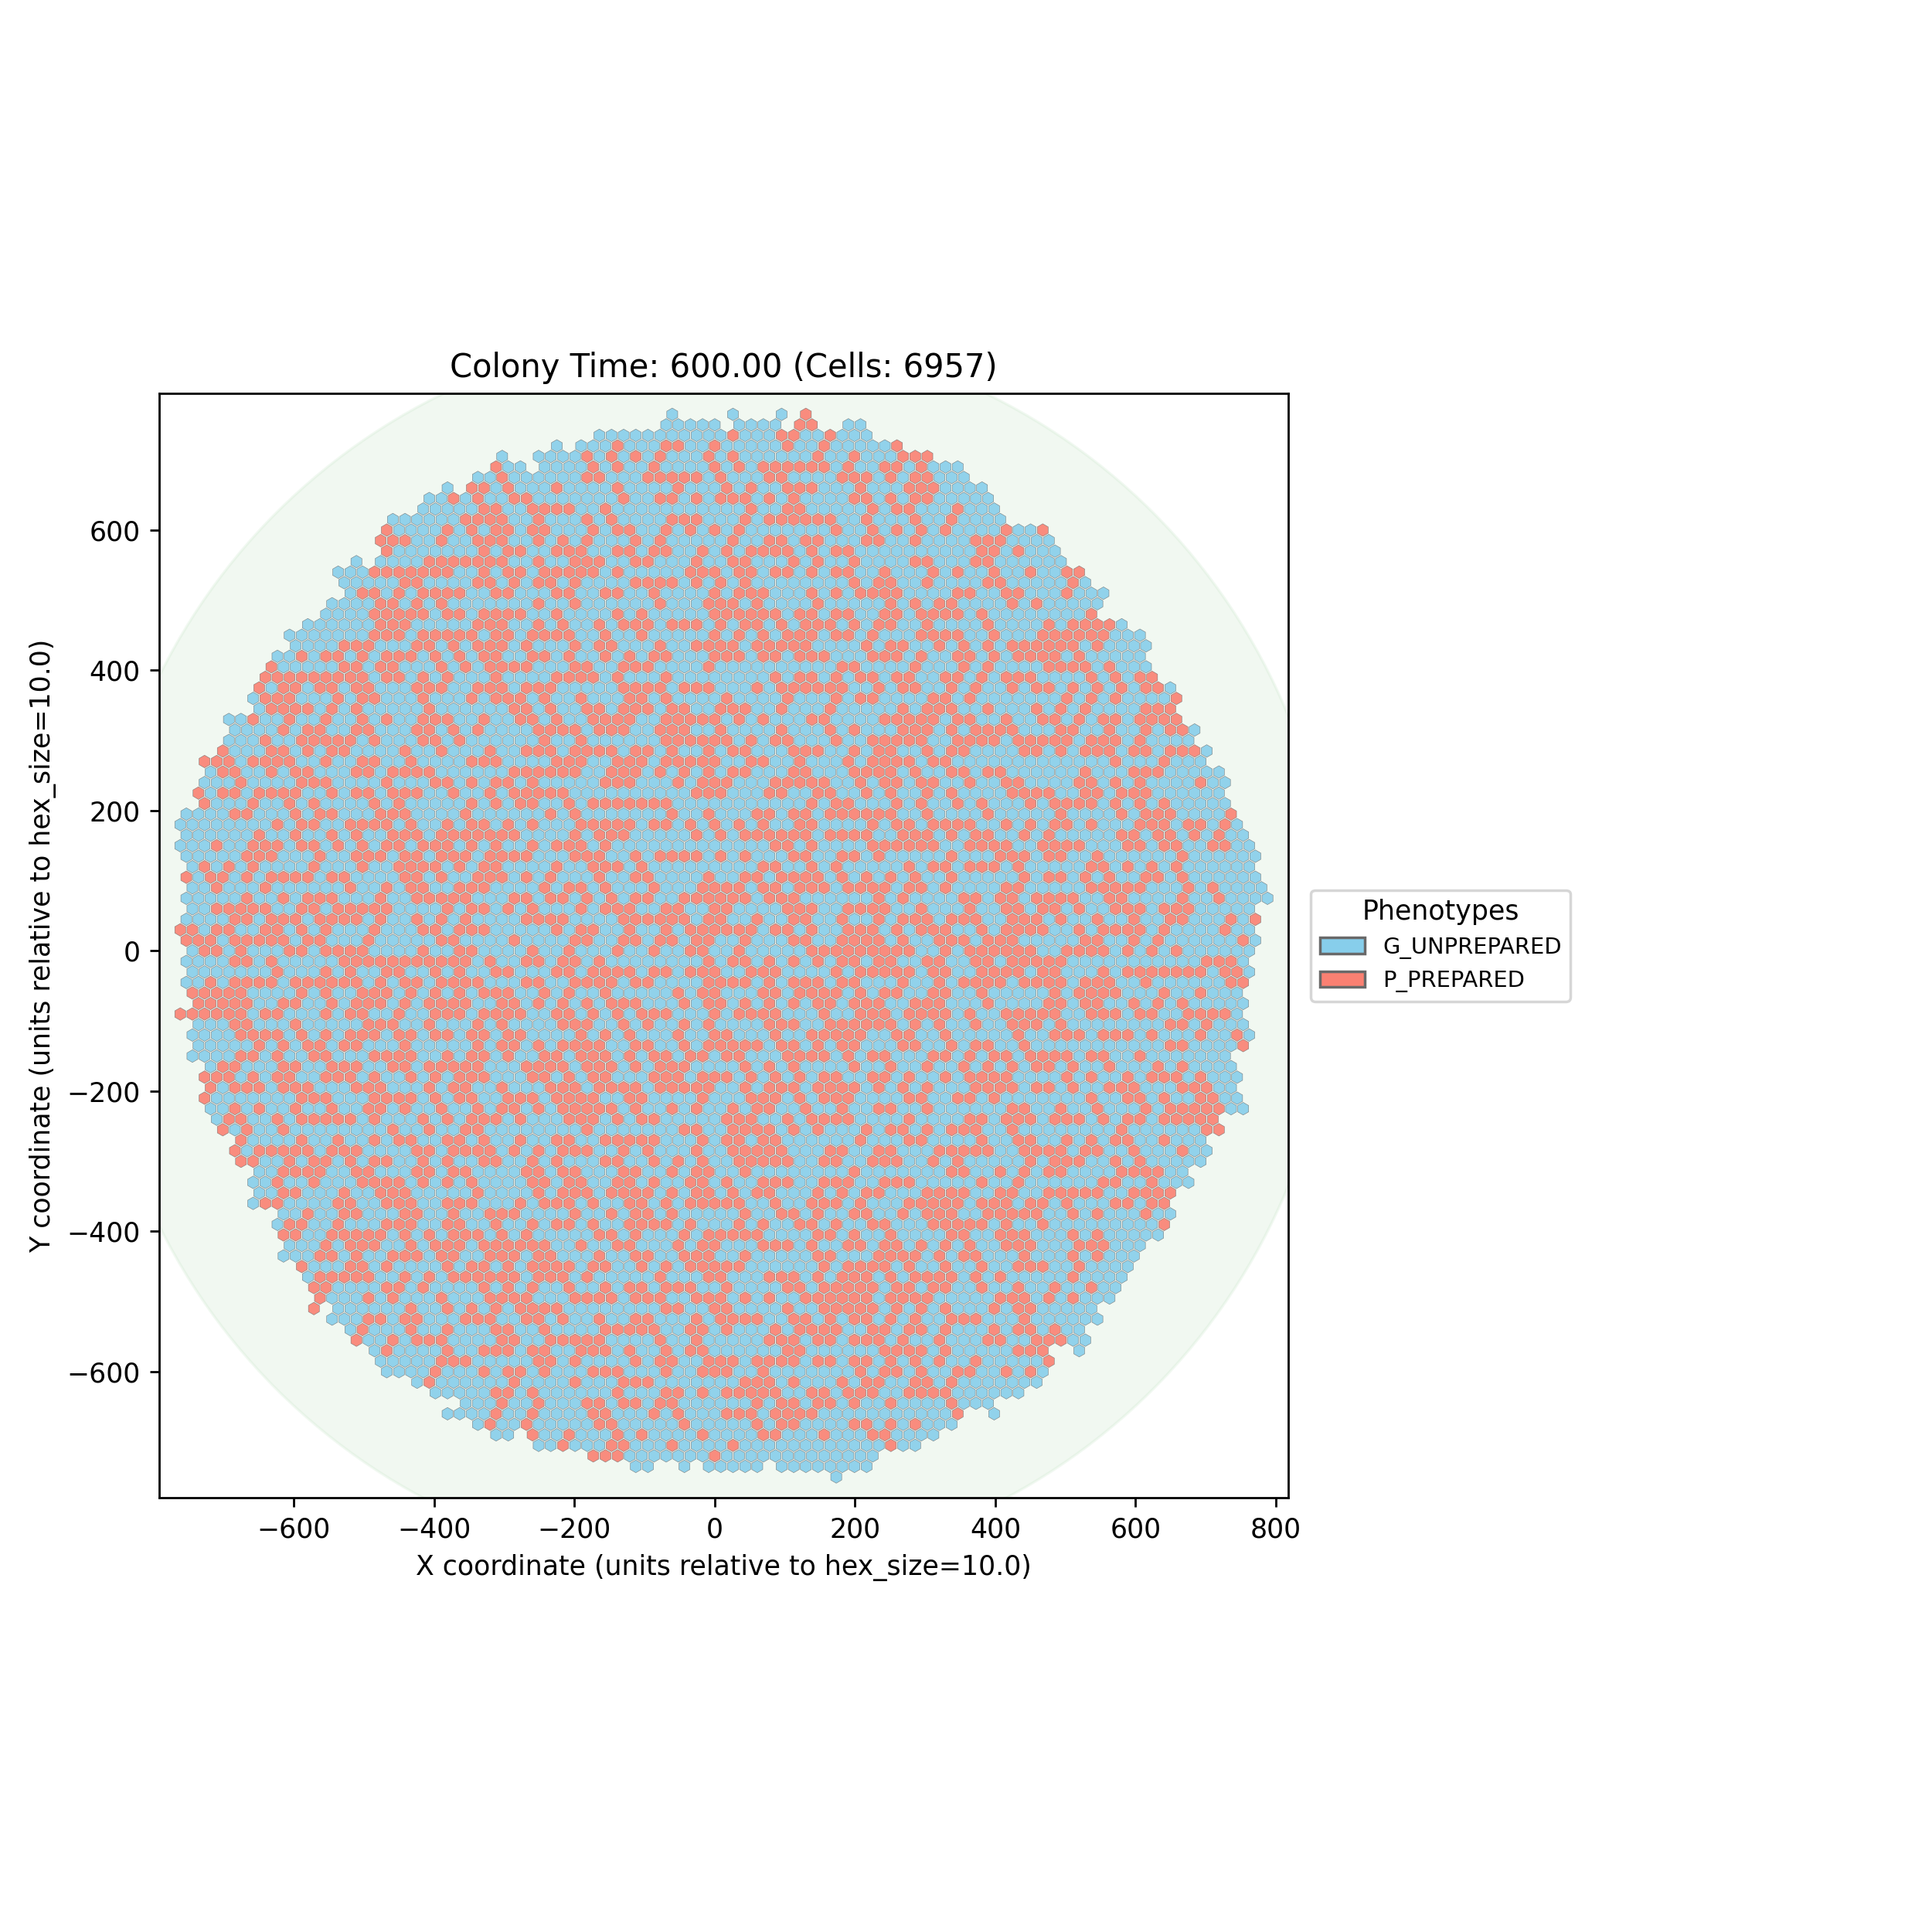 Colony Time: 600.00 (Cells: 6957)
Y coordinate (units relative to hex_size=10.0)
600
400
200
0
−200
−400
−600
−600 −400 −200 0 200 400 600 800
X coordinate (units relative to hex_size=10.0)
Phenotypes
G_UNPREPARED
P_PREPARED